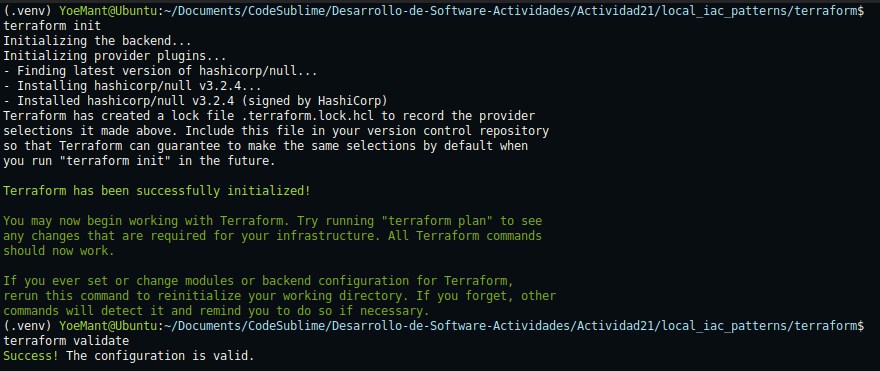 (.venv) YoeMant@Ubuntu:~/Documents/CodeSublime/Desarrollo-de-Software-Actividades/Actividad21/local_iac_patterns/terraform$
terraform init
Initializing the backend...
Initializing provider plugins...
- Finding latest version of hashicorp/null...
- Installing hashicorp/null v3.2.4...
- Installed hashicorp/null v3.2.4 (signed by HashiCorp)
Terraform has created a lock file .terraform.lock.hcl to record the provider
selections it made above. Include this file in your version control repository
so that Terraform can guarantee to make the same selections by default when
you run "terraform init" in the future.
Terraform has been successfully initialized!
You may now begin working with Terraform. Try running "terraform plan" to see
any changes that are required for your infrastructure. All Terraform commands
should now work.
If you ever set or change modules or backend configuration for Terraform,
rerun this command to reinitialize your working directory. If you forget, other
commands will detect it and remind you to do so if necessary.
(.venv) YoeMant@Ubuntu:~/Documents/CodeSublime/Desarrollo-de-Software-Actividades/Actividad21/local_iac_patterns/terraform$
terraform validate
Success! The configuration is valid.